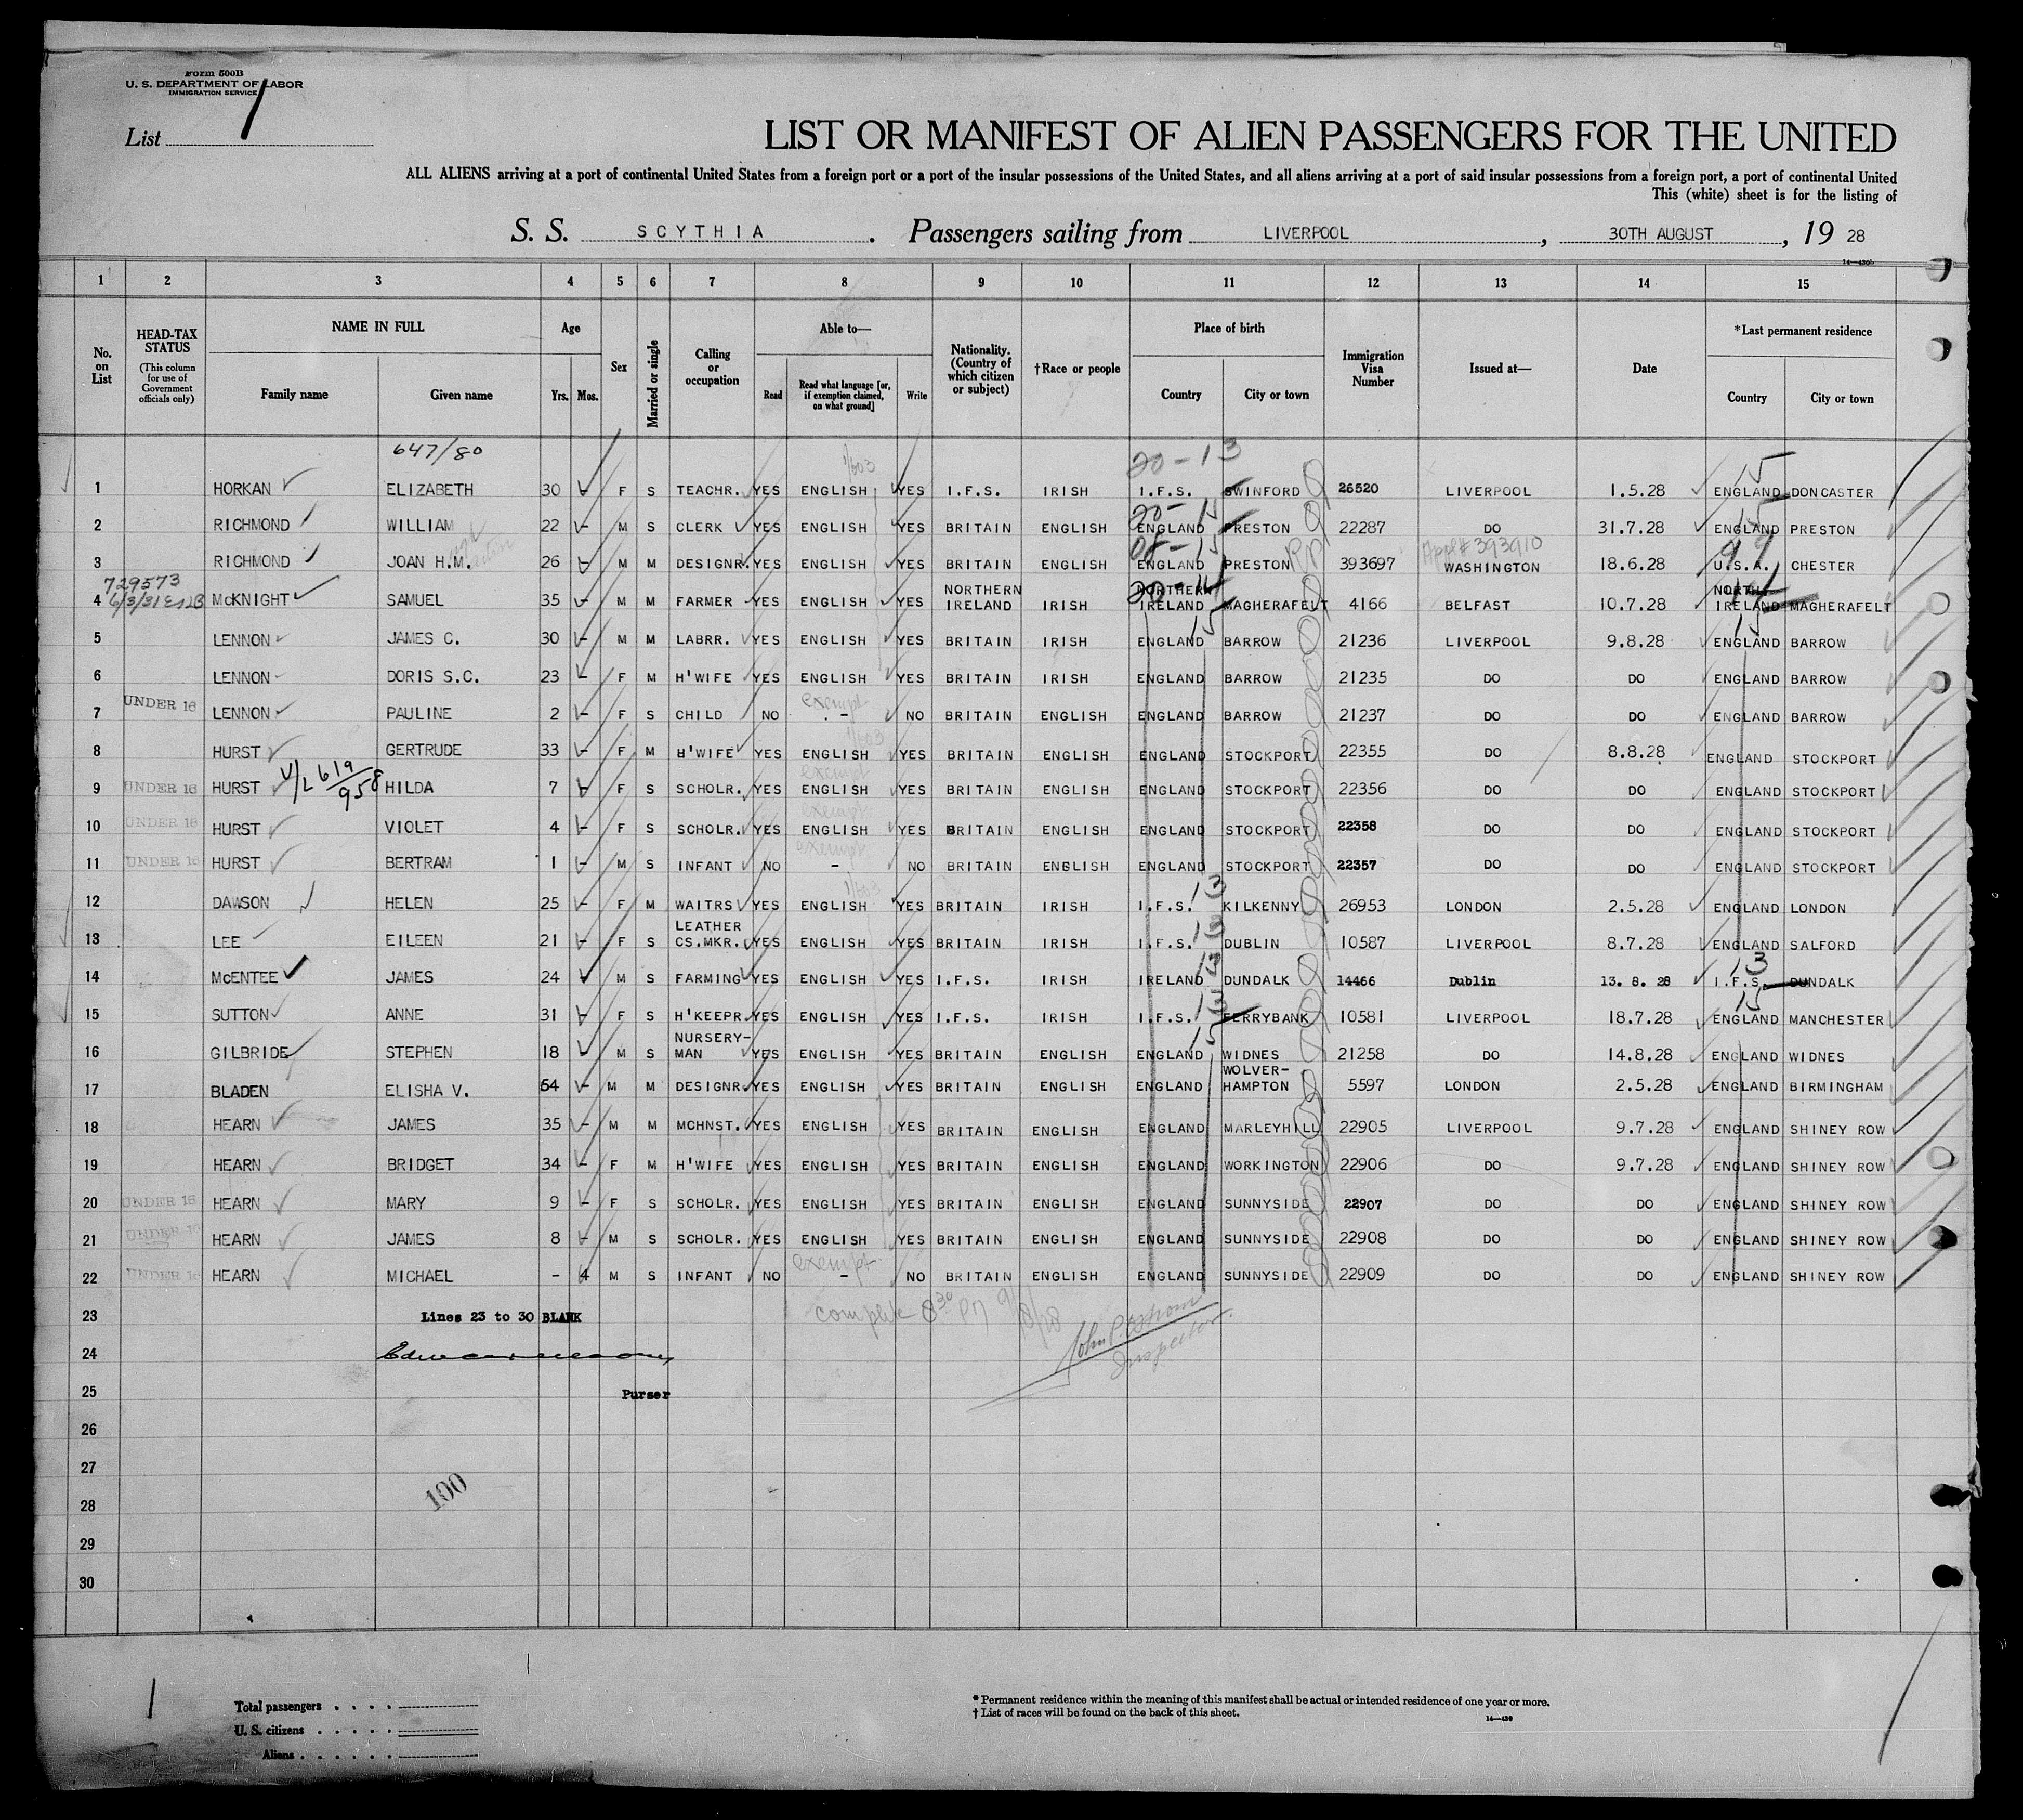 Form 500B
U. S. DEPARTMENT OF LABOR
IMMIGRATION SERVICE
List 1
LIST OR MANIFEST OF ALIEN PASSENGERS FOR THE UNITED
ALL ALIENS arriving at a port of continental United States from a foreign port or a port of the insular possessions of the United States, and all aliens arriving at a port of said insular possessions from a foreign port, a port of continental United
This (white) sheet is for the listing of
S. S. SCYTHIA . Passengers sailing from LIVERPOOL , 30TH AUGUST , 19 28
1 2 3 4 5 6 7 8 9 10 11 12 13 14 15
No. on List HEAD-TAX STATUS (This column for use of Government officials only) NAME IN FULL Family name Given name Age Yrs. Mos. Sex Married or single Calling or occupation Able to— Read Read what language [or, if exemption claimed, on what ground] Write Nationality. (Country of which citizen or subject) †Race or people Place of birth Country City or town Immigration Visa Number Issued at— Date *Last permanent residence Country City or town
647/80 20-13 15
1 HORKAN ELIZABETH 30 - F S TEACHR. YES ENGLISH YES I.F.S. IRISH I.F.S. SWINFORD 26520 LIVERPOOL 1.5.28 ENGLAND DONCASTER
2 RICHMOND WILLIAM 22 - M S CLERK YES ENGLISH YES BRITAIN ENGLISH ENGLAND PRESTON 22287 DO 31.7.28 ENGLAND PRESTON
Appl# 393910
3 RICHMOND JOAN H.M. 26 - M M DESIGNR. YES ENGLISH YES BRITAIN ENGLISH ENGLAND PRESTON 393697 WASHINGTON 18.6.28 U.S.A. CHESTER
729573
4 McKNIGHT SAMUEL 35 - M M FARMER YES ENGLISH YES NORTHERN IRELAND IRISH NORTHERN IRELAND MAGHERAFELT 4166 BELFAST 10.7.28 NORTH. IRELAND MAGHERAFELT
5 LENNON JAMES C. 30 - M M LABRR. YES ENGLISH YES BRITAIN IRISH ENGLAND BARROW 21236 LIVERPOOL 9.8.28 ENGLAND BARROW
6 LENNON DORIS S.C. 23 - F M H'WIFE YES ENGLISH YES BRITAIN IRISH ENGLAND BARROW 21235 DO DO ENGLAND BARROW
7 UNDER 16 LENNON PAULINE 2 - F S CHILD NO exempt - NO BRITAIN ENGLISH ENGLAND BARROW 21237 DO DO ENGLAND BARROW
8 HURST GERTRUDE 33 - F M H'WIFE YES ENGLISH YES BRITAIN ENGLISH ENGLAND STOCKPORT 22355 DO 8.8.28 ENGLAND STOCKPORT
9 UNDER 16 HURST V/L 619/958 HILDA 7 - F S SCHOLR. YES exempt ENGLISH YES BRITAIN ENGLISH ENGLAND STOCKPORT 22356 DO DO ENGLAND STOCKPORT
10 UNDER 16 HURST VIOLET 4 - F S SCHOLR. YES exempt ENGLISH YES BRITAIN ENGLISH ENGLAND STOCKPORT 22358 DO DO ENGLAND STOCKPORT
11 UNDER 16 HURST BERTRAM 1 - M S INFANT NO exempt - NO BRITAIN ENGLISH ENGLAND STOCKPORT 22357 DO DO ENGLAND STOCKPORT
12 DAWSON HELEN 25 - F M WAITRS YES ENGLISH YES BRITAIN IRISH I.F.S. 13 KILKENNY 26953 LONDON 2.5.28 ENGLAND LONDON
13 LEE EILEEN 21 - F S LEATHER CS.MKR. YES ENGLISH YES BRITAIN IRISH I.F.S. 13 DUBLIN 10587 LIVERPOOL 8.7.28 ENGLAND SALFORD
14 McENTEE JAMES 24 - M S FARMING YES ENGLISH YES I.F.S. IRISH IRELAND 13 DUNDALK 14466 Dublin 13. 8. 28 I.F.S. 13 DUNDALK
15 SUTTON ANNE 31 - F S H'KEEPR. YES ENGLISH YES I.F.S. IRISH I.F.S. 13 FERRYBANK 10581 LIVERPOOL 18.7.28 ENGLAND 15 MANCHESTER
16 GILBRIDE STEPHEN 18 - M S NURSERY-MAN YES ENGLISH YES BRITAIN ENGLISH ENGLAND 15 WIDNES 21258 DO 14.8.28 ENGLAND WIDNES
17 BLADEN ELISHA V. 54 - M M DESIGNR. YES ENGLISH YES BRITAIN ENGLISH ENGLAND WOLVER-HAMPTON 5597 LONDON 2.5.28 ENGLAND BIRMINGHAM
18 HEARN JAMES 35 - M M MCHNST. YES ENGLISH YES BRITAIN ENGLISH ENGLAND MARLEYHILL 22905 LIVERPOOL 9.7.28 ENGLAND SHINEY ROW
19 HEARN BRIDGET 34 - F M H'WIFE YES ENGLISH YES BRITAIN ENGLISH ENGLAND WORKINGTON 22906 DO 9.7.28 ENGLAND SHINEY ROW
20 UNDER 16 HEARN MARY 9 - F S SCHOLR. YES ENGLISH YES BRITAIN ENGLISH ENGLAND SUNNYSIDE 22907 DO DO ENGLAND SHINEY ROW
21 UNDER 16 HEARN JAMES 8 - M S SCHOLR. YES ENGLISH YES BRITAIN ENGLISH ENGLAND SUNNYSIDE 22908 DO DO ENGLAND SHINEY ROW
22 UNDER 16 HEARN MICHAEL - 4 M S INFANT NO exempt - NO BRITAIN ENGLISH ENGLAND SUNNYSIDE 22909 DO DO ENGLAND SHINEY ROW
23 Lines 23 to 30 BLANK complete 8 30 PM
24 Inspector
25 Purser
26
27
28 100
29
30
1
Total passengers . . . .
U. S. citizens . . . . .
Aliens . . . . . .
* Permanent residence within the meaning of this manifest shall be actual or intended residence of one year or more.
† List of races will be found on the back of this sheet.
14—430